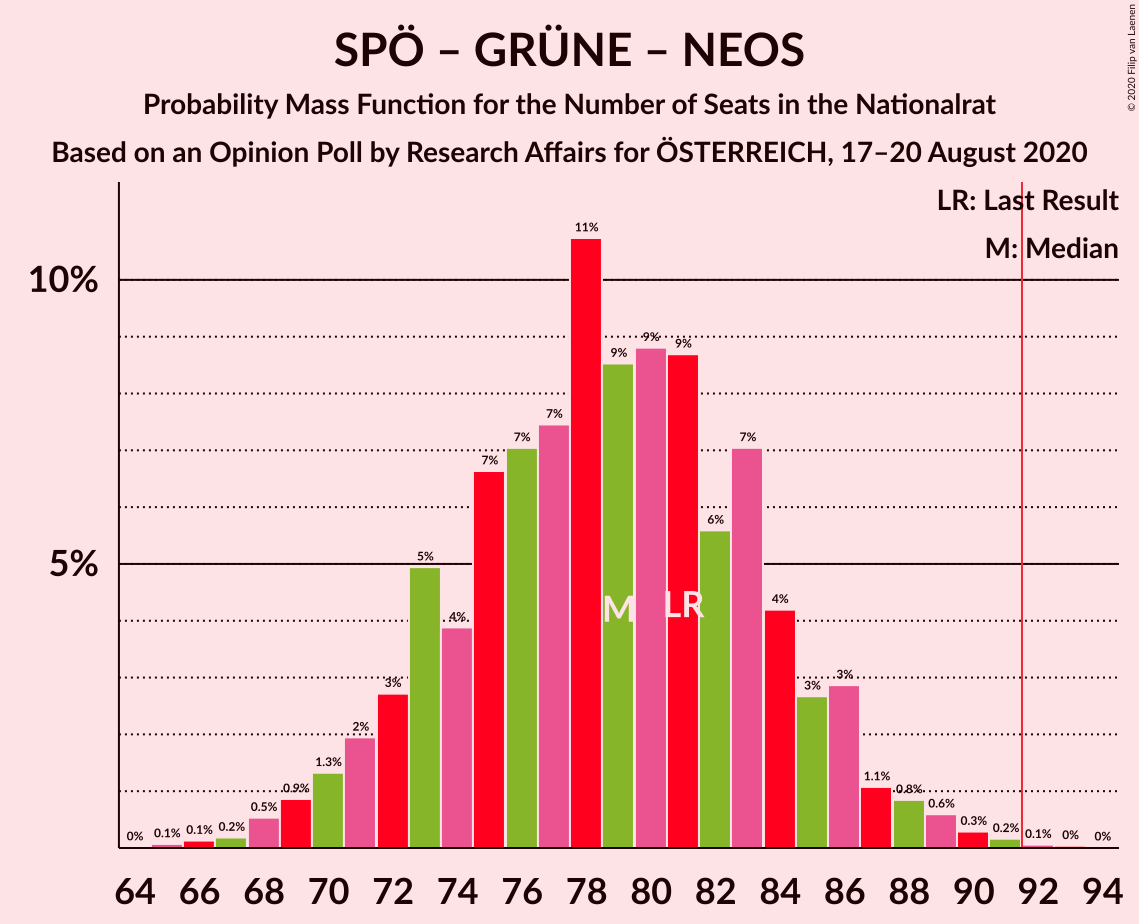 SPÖ – GRÜNE – NEOS
Probability Mass Function for the Number of Seats in the Nationalrat
Based on an Opinion Poll by Research Affairs for ÖSTERREICH, 17–20 August 2020
© 2020 Filip van Laenen
LR: Last Result
M: Median
10%
5%
0% 0.1% 0.1% 0.2% 0.5% 0.9% 1.3% 2% 3% 5% 4% 7% 7% 7% 11% 9% 9% 9% 6% 7% 4% 3% 3% 1.1% 0.8% 0.6% 0.3% 0.2% 0.1% 0% 0%
M LR
64 66 68 70 72 74 76 78 80 82 84 86 88 90 92 94